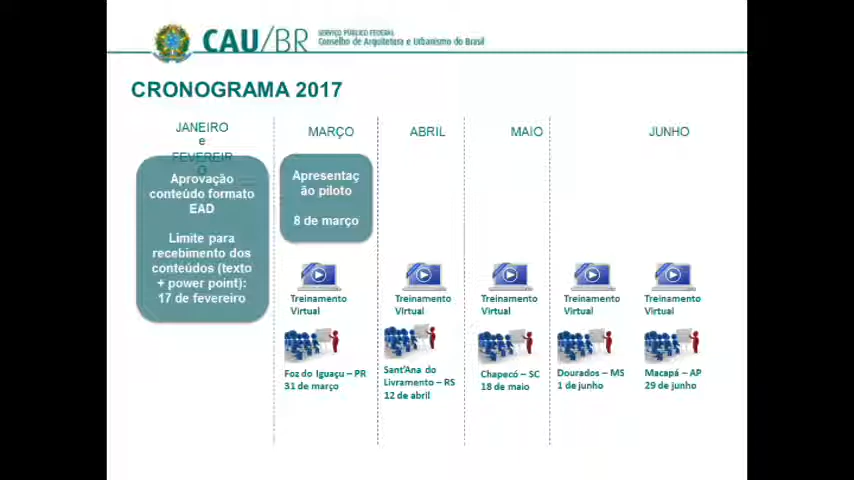 CAU/BR
SERVIÇO PÚBLICO FEDERAL
Conselho de Arquitetura e Urbanismo do Brasil
CRONOGRAMA 2017
JANEIRO
e
FEVEREIR
O
MARÇO
ABRIL
MAIO
JUNHO
Aprovação
conteúdo formato
EAD
Limite para
recebimento dos
conteúdos (texto
+ power point):
17 de fevereiro
Apresentaç
ão piloto
8 de março
Treinamento
Virtual
Treinamento
Virtual
Treinamento
Virtual
Treinamento
Virtual
Treinamento
Virtual
Foz do Iguaçu – PR
31 de março
Sant'Ana do
Livramento – RS
12 de abril
Chapecó – SC
18 de maio
Dourados – MS
1 de junho
Macapá – AP
29 de junho